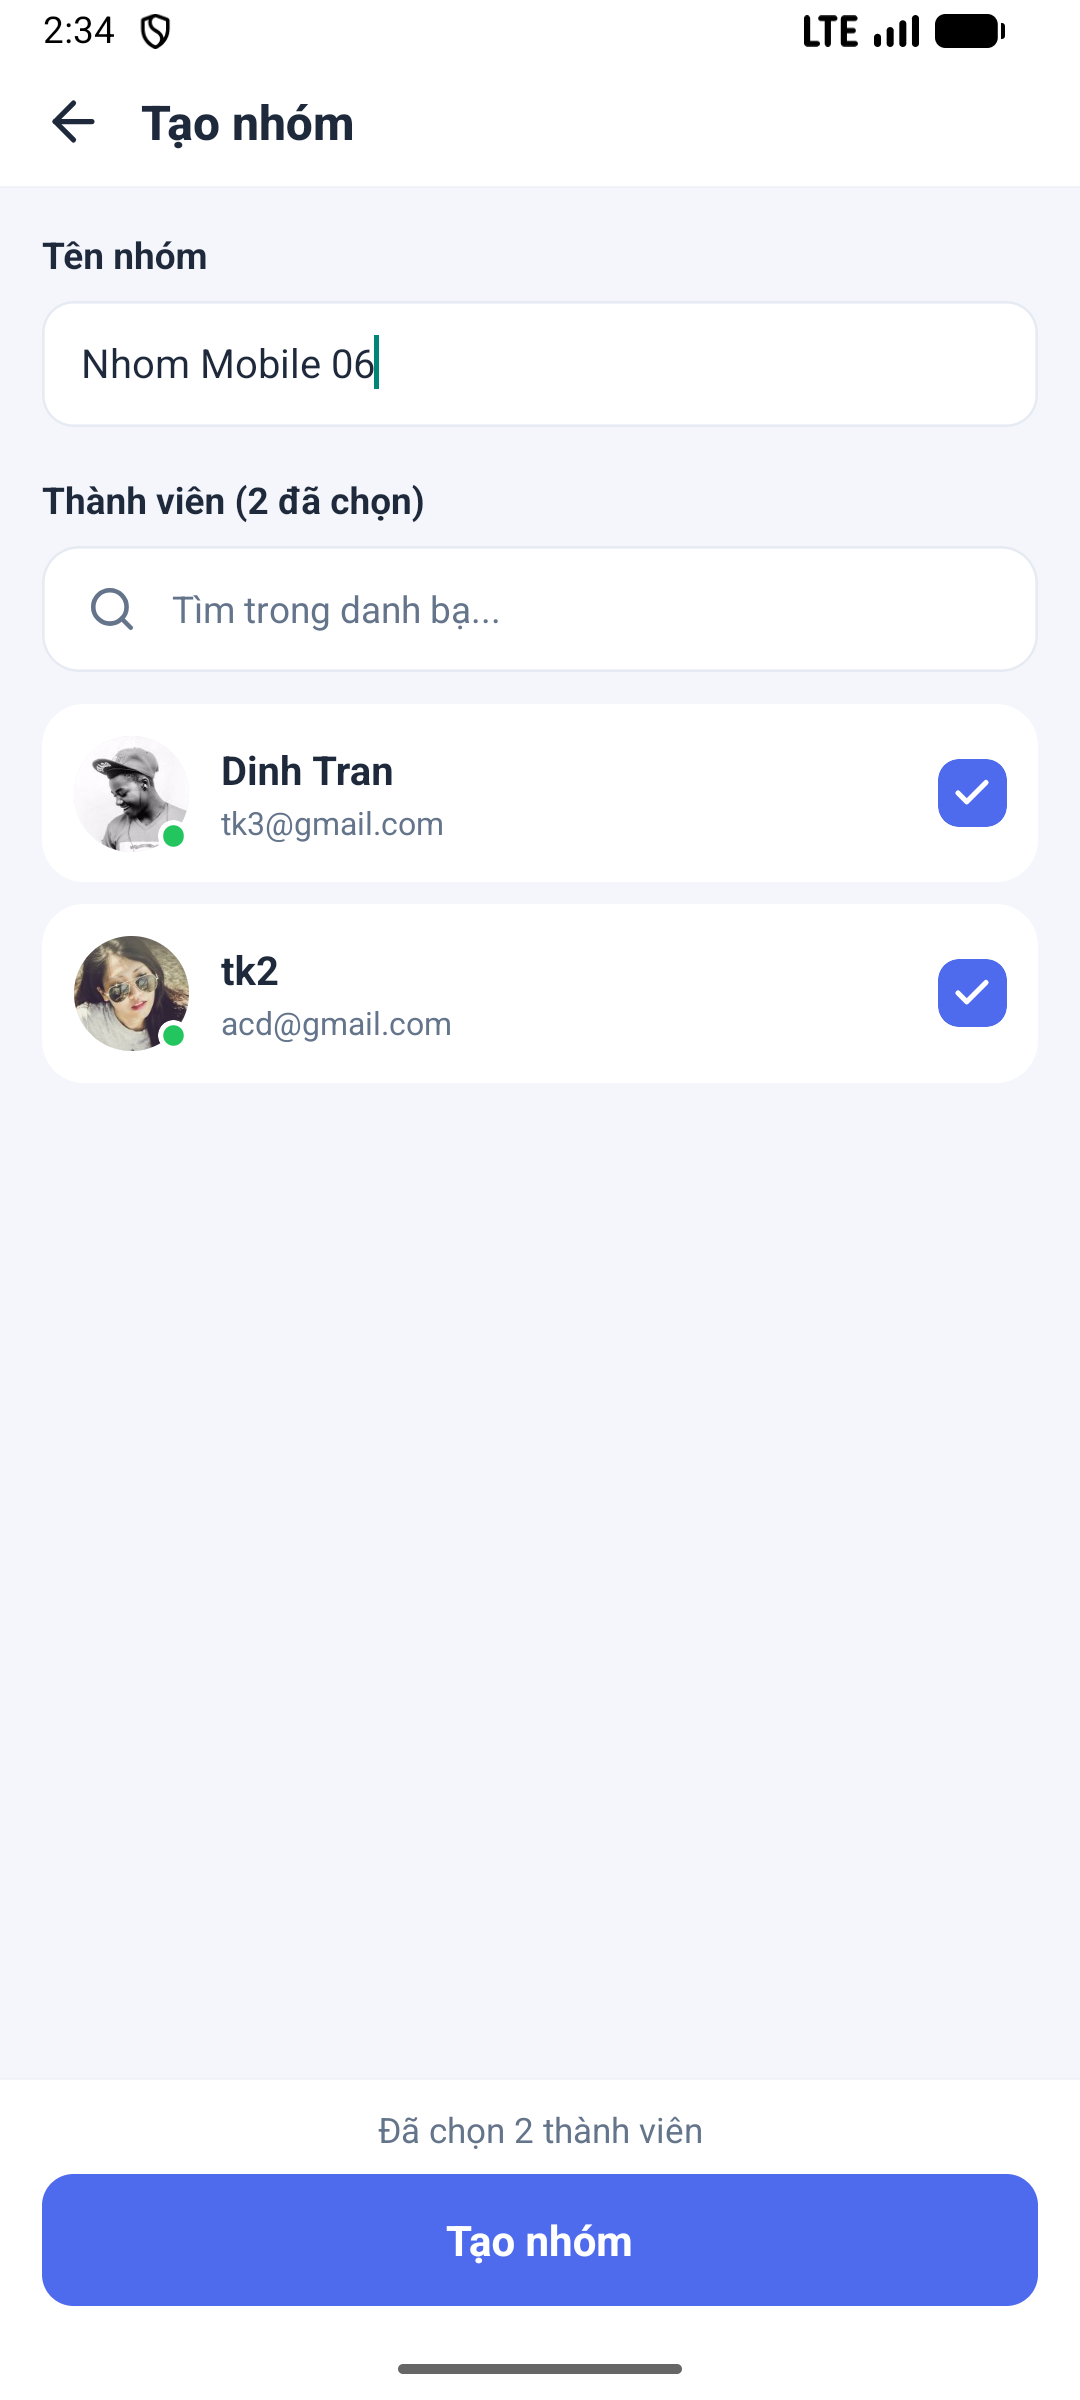 2:34
LTE
Tạo nhóm
Tên nhóm
Nhom Mobile 06
Thành viên (2 đã chọn)
Tìm trong danh bạ...
Dinh Tran
tk3@gmail.com
tk2
acd@gmail.com
Đã chọn 2 thành viên
Tạo nhóm